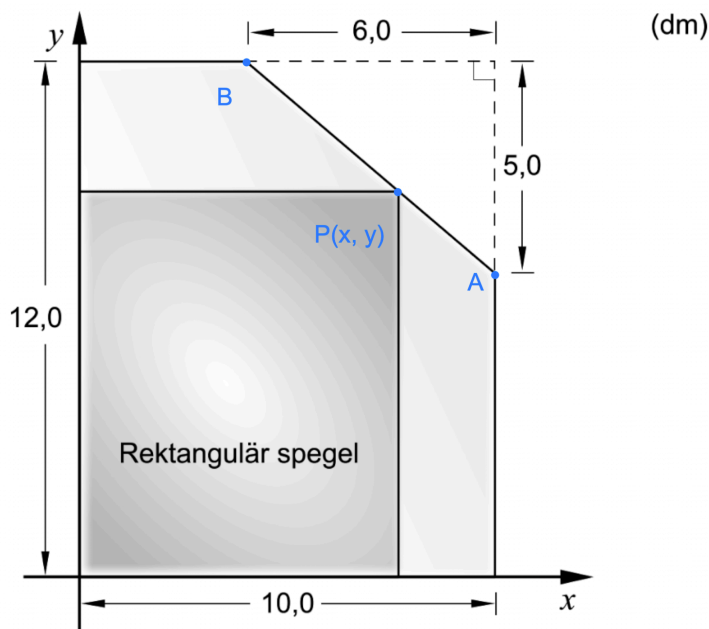 y
6,0
(dm)
B
5,0
P(x, y)
A
12,0
Rektangulär spegel
10,0
x